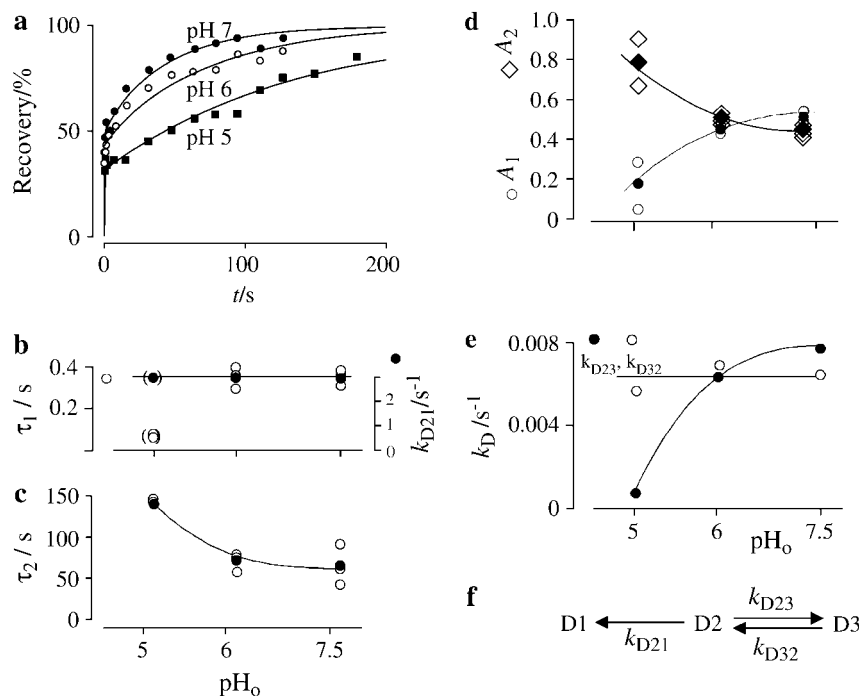 a
100
50
0
Recovery/%
pH 7
pH 6
pH 5
0
100
200
t/s
b
0.4
0.2
τ1 / s
2
1
0
kD21/s⁻¹
c
150
100
50
0
τ2 / s
5
6
7.5
pHo
d
1.0
0.8
0.6
0.4
0.2
0
A1
A2
e
0.008
0.004
0
kD /s⁻¹
kD23, kD32
5
6
7.5
pHo
f
D1
kD21
D2
kD23
kD32
D3